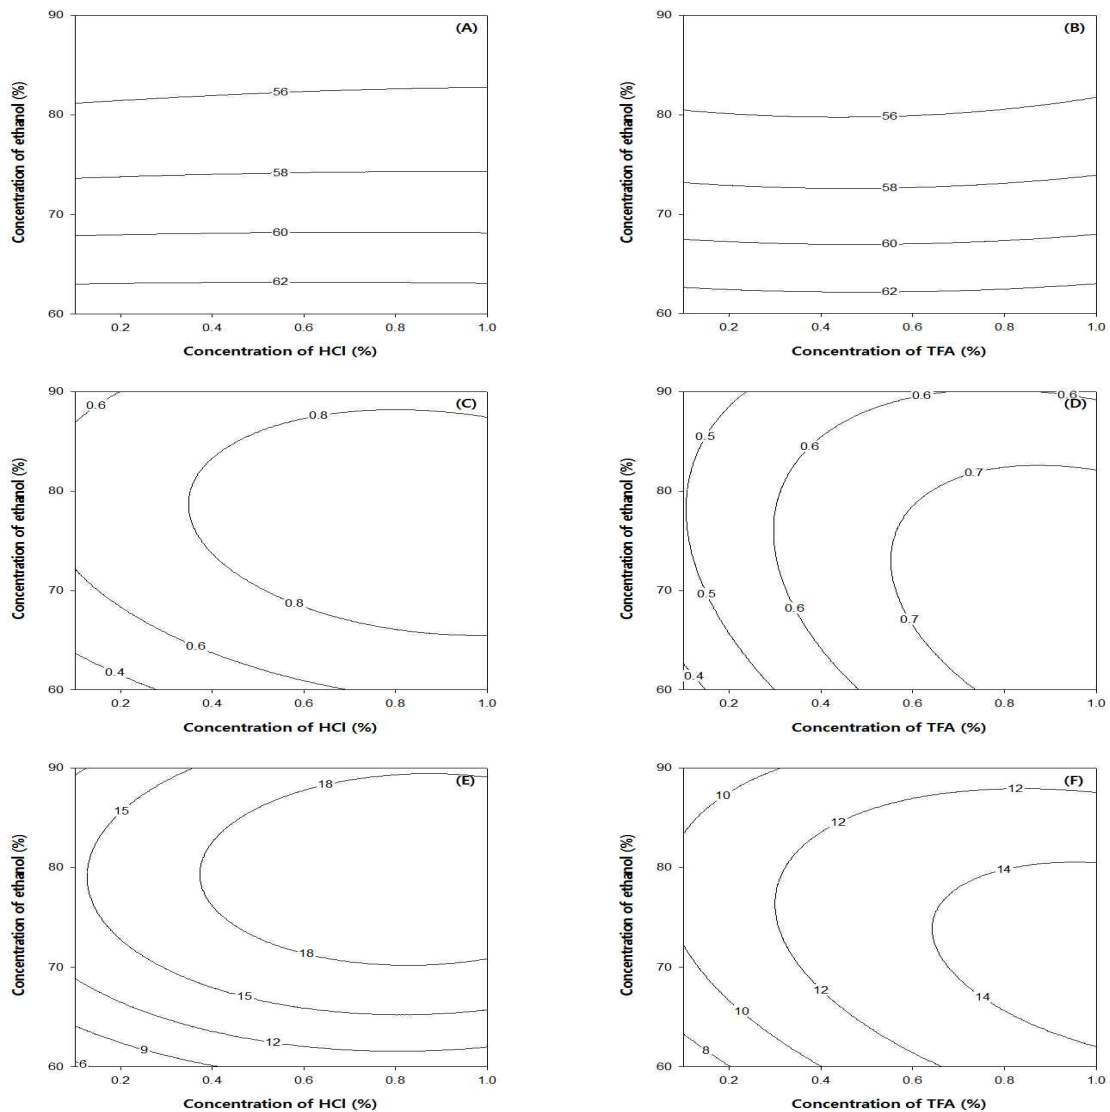 90
(A)
56
80
58
70
60
62
60
0.2 0.4 0.6 0.8 1.0
Concentration of ethanol (%)
Concentration of HCl (%)
90
(B)
56
80
58
70
60
62
60
0.2 0.4 0.6 0.8 1.0
Concentration of ethanol (%)
Concentration of TFA (%)
90
0.6
(C)
0.8
80
70
0.8
0.6
0.4
60
0.2 0.4 0.6 0.8 1.0
Concentration of ethanol (%)
Concentration of HCl (%)
90
0.6 0.6
(D)
0.5
0.6
0.7
80
70
0.5
0.6
0.7
0.4
60
0.2 0.4 0.6 0.8 1.0
Concentration of ethanol (%)
Concentration of TFA (%)
90
(E)
18
15
80
70
18
15
12
9
6
60
0.2 0.4 0.6 0.8 1.0
Concentration of ethanol (%)
Concentration of HCl (%)
90
(F)
12
10
12
80
14
70
14
12
10
8
60
0.2 0.4 0.6 0.8 1.0
Concentration of ethanol (%)
Concentration of TFA (%)